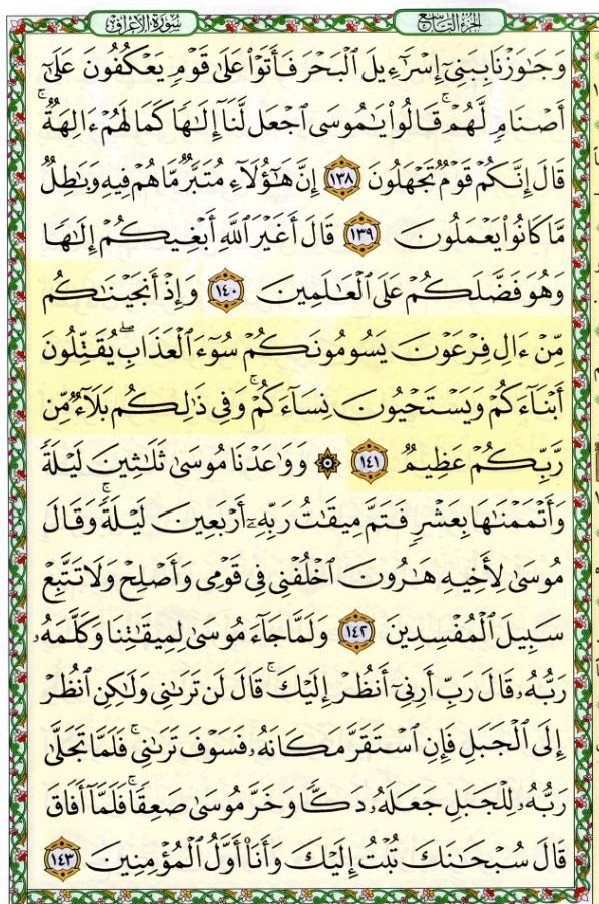 الجزء التاسع
سورة الأعراف
وَجَٰوَزْنَا بِبَنِىٓ إِسْرَٰٓءِيلَ ٱلْبَحْرَ فَأَتَوْا۟ عَلَىٰ قَوْمٍ يَعْكُفُونَ عَلَىٰٓ
أَصْنَامٍ لَّهُمْ ۚ قَالُوا۟ يَٰمُوسَى ٱجْعَل لَّنَآ إِلَٰهًا كَمَا لَهُمْ ءَالِهَةٌ ۚ
قَالَ إِنَّكُمْ قَوْمٌ تَجْهَلُونَ ١٣٨ إِنَّ هَٰٓؤُلَآءِ مُتَبَّرٌ مَّا هُمْ فِيهِ وَبَٰطِلٌ
مَّا كَانُوا۟ يَعْمَلُونَ ١٣٩ قَالَ أَغَيْرَ ٱللَّهِ أَبْغِيكُمْ إِلَٰهًا
وَهُوَ فَضَّلَكُمْ عَلَى ٱلْعَٰلَمِينَ ١٤٠ وَإِذْ أَنجَيْنَٰكُم
مِّنْ ءَالِ فِرْعَوْنَ يَسُومُونَكُمْ سُوٓءَ ٱلْعَذَابِ ۖ يُقَتِّلُونَ
أَبْنَآءَكُمْ وَيَسْتَحْيُونَ نِسَآءَكُمْ ۚ وَفِى ذَٰلِكُم بَلَآءٌ مِّن
رَّبِّكُمْ عَظِيمٌ ١٤١ ۞ وَوَٰعَدْنَا مُوسَىٰ ثَلَٰثِينَ لَيْلَةً
وَأَتْمَمْنَٰهَا بِعَشْرٍ فَتَمَّ مِيقَٰتُ رَبِّهِۦٓ أَرْبَعِينَ لَيْلَةً ۚ وَقَالَ
مُوسَىٰ لِأَخِيهِ هَٰرُونَ ٱخْلُفْنِى فِى قَوْمِى وَأَصْلِحْ وَلَا تَتَّبِعْ
سَبِيلَ ٱلْمُفْسِدِينَ ١٤٢ وَلَمَّا جَآءَ مُوسَىٰ لِمِيقَٰتِنَا وَكَلَّمَهُۥ
رَبُّهُۥ قَالَ رَبِّ أَرِنِىٓ أَنظُرْ إِلَيْكَ ۚ قَالَ لَن تَرَىٰنِى وَلَٰكِنِ ٱنظُرْ
إِلَى ٱلْجَبَلِ فَإِنِ ٱسْتَقَرَّ مَكَانَهُۥ فَسَوْفَ تَرَىٰنِى ۚ فَلَمَّا تَجَلَّىٰ
رَبُّهُۥ لِلْجَبَلِ جَعَلَهُۥ دَكًّا وَخَرَّ مُوسَىٰ صَعِقًا ۚ فَلَمَّآ أَفَاقَ
قَالَ سُبْحَٰنَكَ تُبْتُ إِلَيْكَ وَأَنَا۠ أَوَّلُ ٱلْمُؤْمِنِينَ ١٤٣